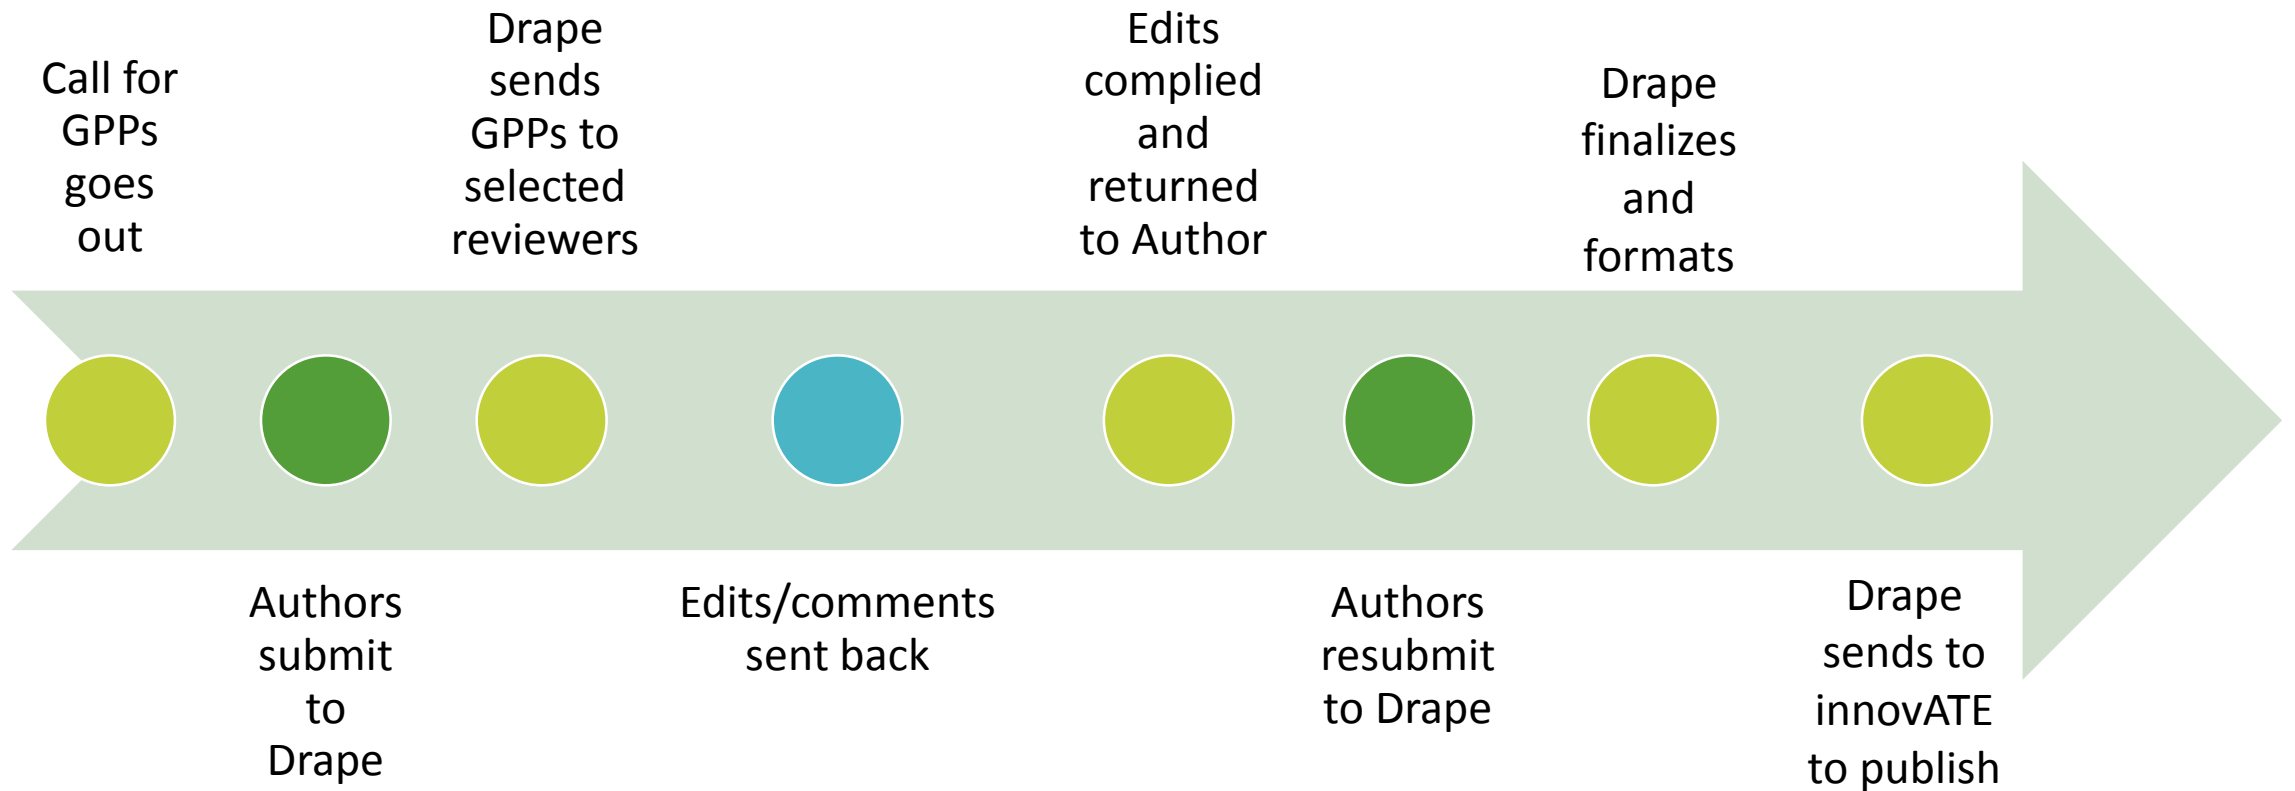 Call for
GPPs
goes
out
Authors
submit
to
Drape
Drape
sends
GPPs to
selected
reviewers
Edits/comments
sent back
Edits
complied
and
returned
to Author
Authors
resubmit
to Drape
Drape
finalizes
and
formats
Drape
sends to
innovATE
to publish